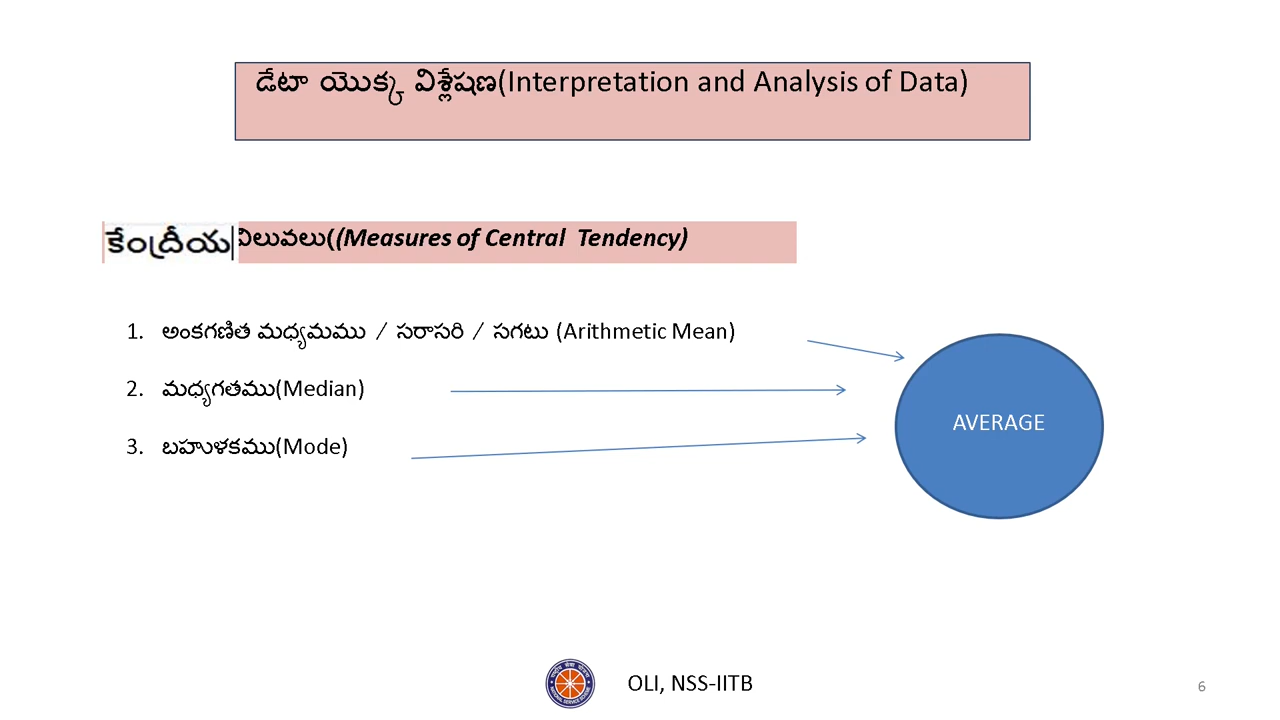 డేటా యొక్క విశ్లేషణ(Interpretation and Analysis of Data)
కేంద్రీయ విలువలు((Measures of Central Tendency)
1. అంకగణిత మధ్యమము / సరాసరి / సగటు (Arithmetic Mean)
2. మధ్యగతము(Median)
3. బహుళకము(Mode)
AVERAGE
OLI, NSS-IITB
6